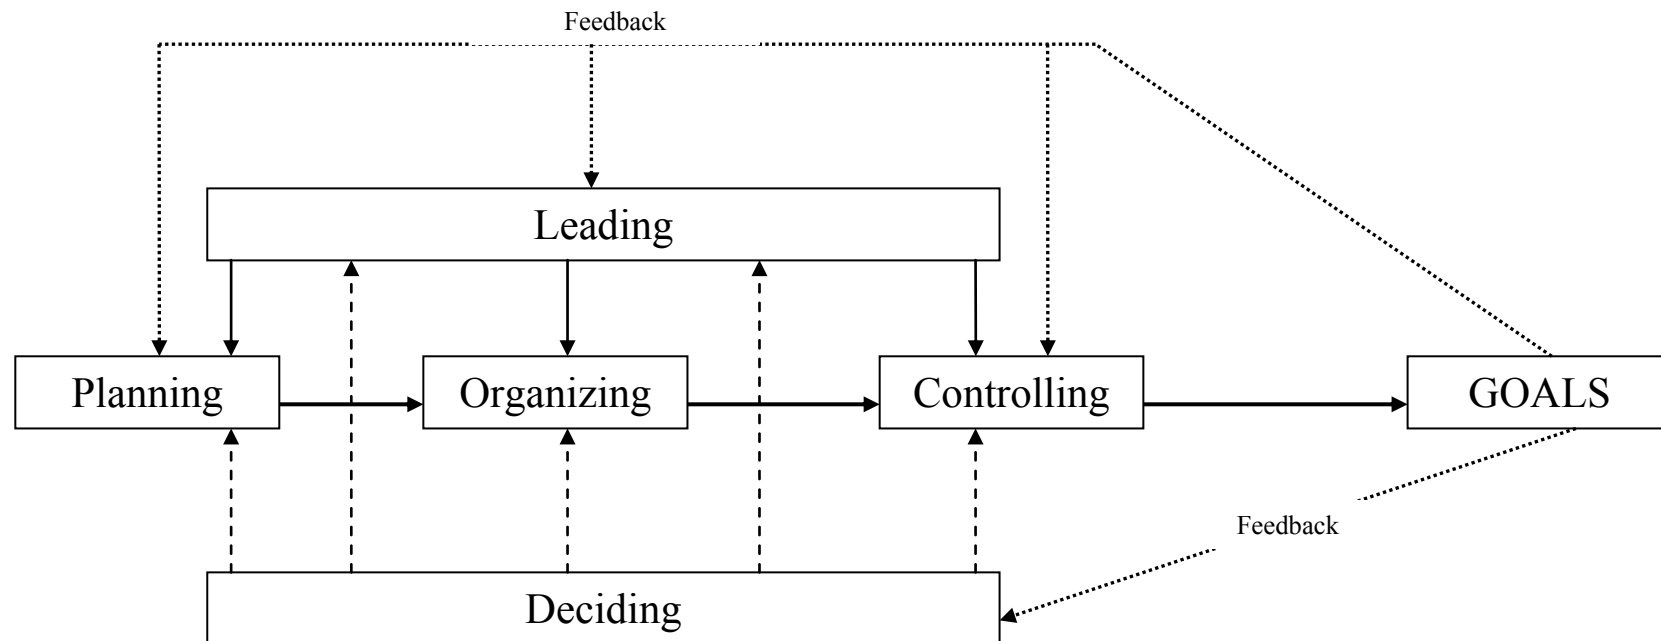 Feedback
Leading
Planning
Organizing
Controlling
GOALS
Feedback
Deciding